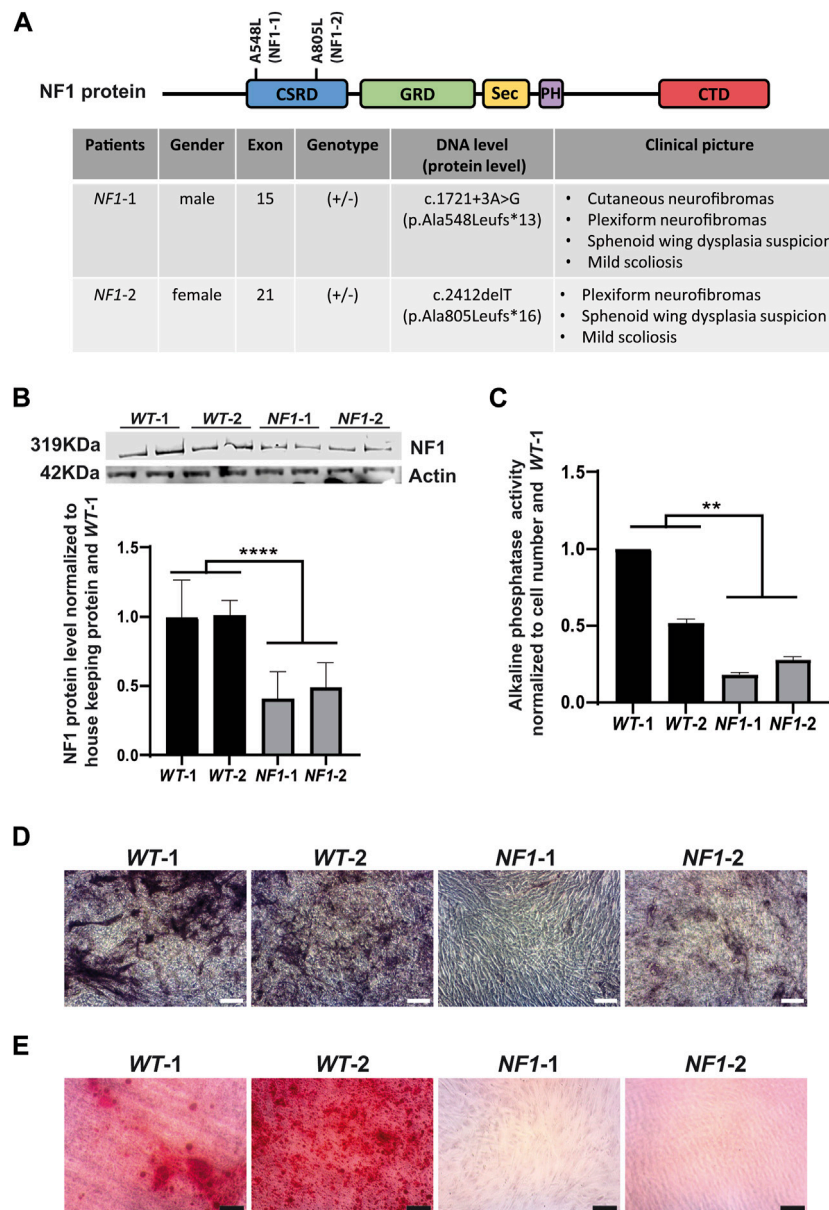 A
A548L
(NF1-1)
A805L
(NF1-2)
NF1 protein
CSRD
GRD
Sec
PH
CTD
Patients Gender Exon Genotype DNA level (protein level) Clinical picture
NF1-1 male 15 (+/-) c.1721+3A>G (p.Ala548Leufs*13)
• Cutaneous neurofibromas
• Plexiform neurofibromas
• Sphenoid wing dysplasia suspicion
• Mild scoliosis
NF1-2 female 21 (+/-) c.2412delT (p.Ala805Leufs*16)
• Plexiform neurofibromas
• Sphenoid wing dysplasia suspicion
• Mild scoliosis
B
WT-1 WT-2 NF1-1 NF1-2
319KDa NF1
42KDa Actin
NF1 protein level normalized to
house keeping protein and WT-1
1.5
1.0
0.5
0.0
****
WT-1 WT-2 NF1-1 NF1-2
C
Alkaline phosphatase activity
normalized to cell number and WT-1
1.5
1.0
0.5
0.0
**
WT-1 WT-2 NF1-1 NF1-2
D
WT-1 WT-2 NF1-1 NF1-2
E
WT-1 WT-2 NF1-1 NF1-2